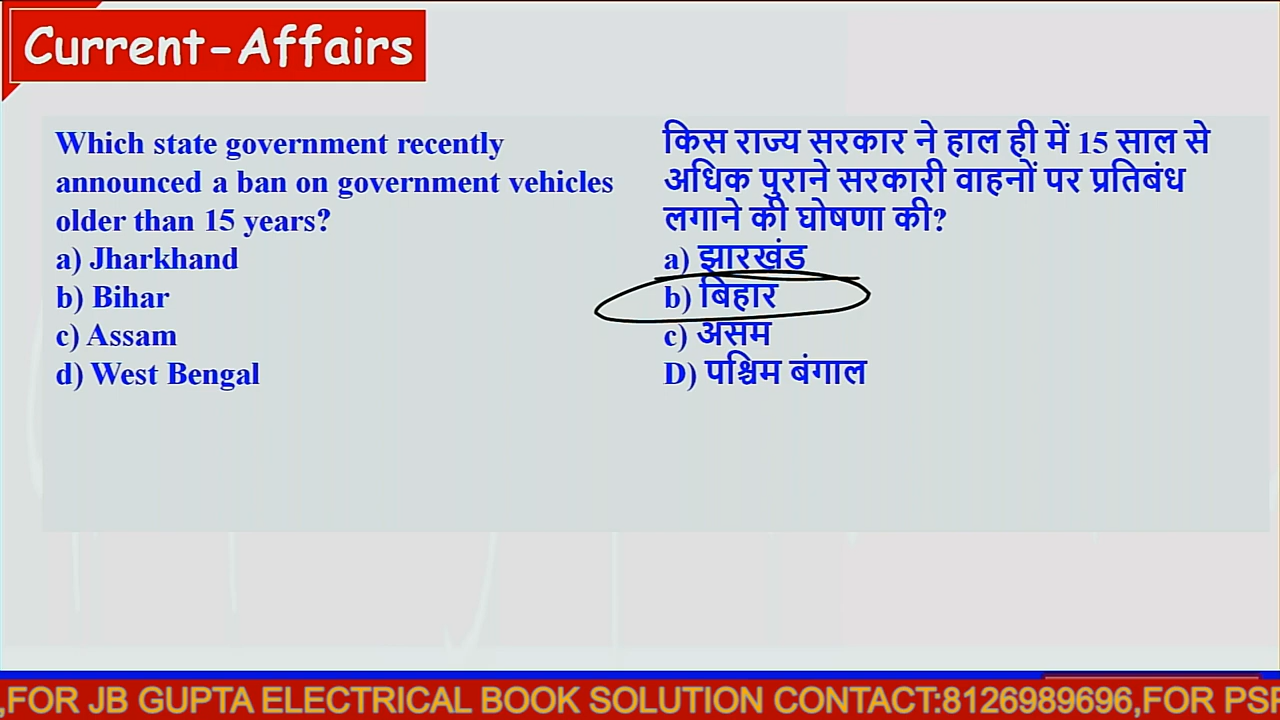 Current-Affairs
Which state government recently
announced a ban on government vehicles
older than 15 years?
a) Jharkhand
b) Bihar
c) Assam
d) West Bengal
किस राज्य सरकार ने हाल ही में 15 साल से
अधिक पुराने सरकारी वाहनों पर प्रतिबंध
लगाने की घोषणा की?
a) झारखंड
b) बिहार
c) असम
D) पश्चिम बंगाल
,FOR JB GUPTA ELECTRICAL BOOK SOLUTION CONTACT:8126989696,FOR PSP